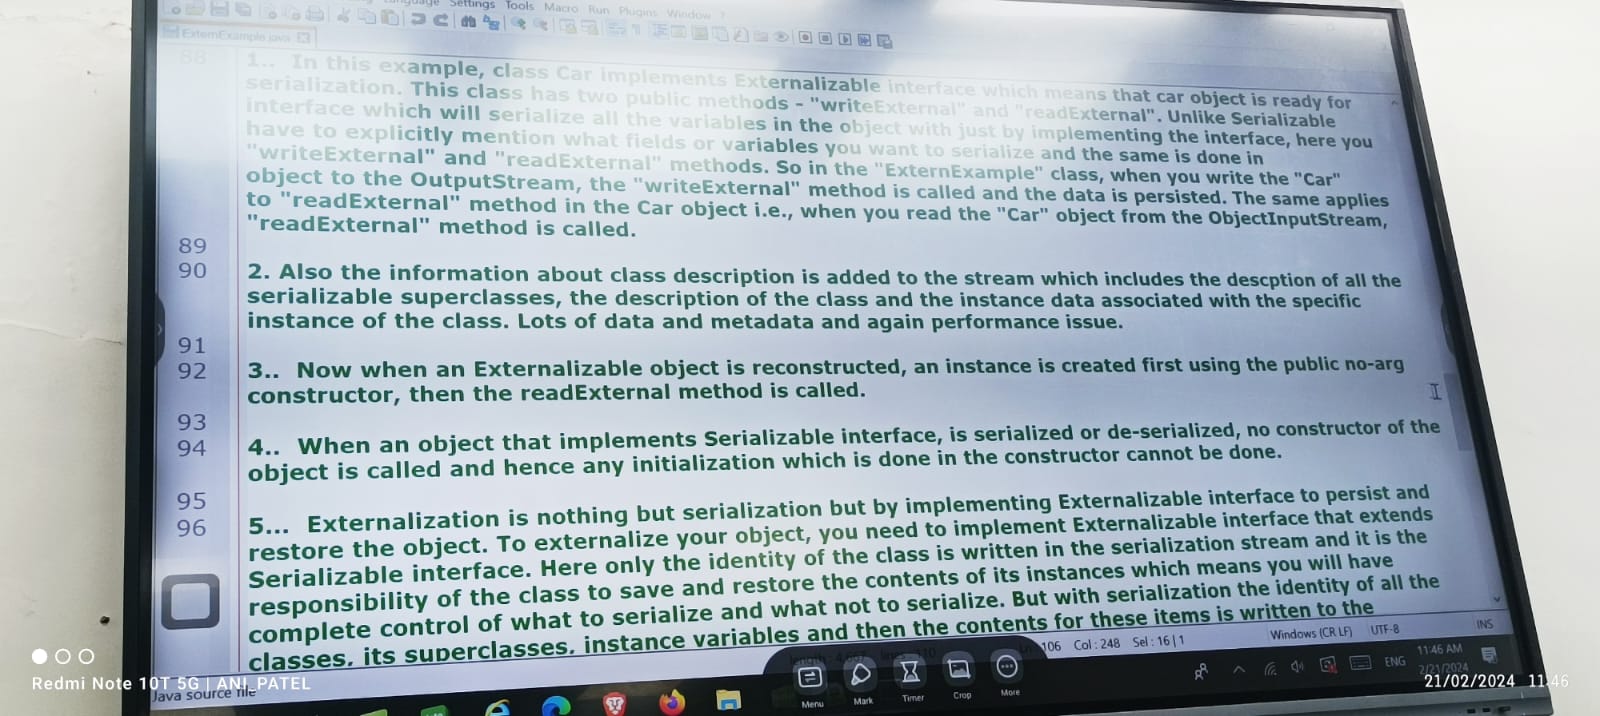 Language Settings Tools Macro Run Plugins Window ?
ExternExample.java
88 1.. In this example, class Car implements Externalizable interface which means that car object is ready for
serialization. This class has two public methods - "writeExternal" and "readExternal". Unlike Serializable
interface which will serialize all the variables in the object with just by implementing the interface, here you
have to explicitly mention what fields or variables you want to serialize and the same is done in
"writeExternal" and "readExternal" methods. So in the "ExternExample" class, when you write the "Car"
object to the OutputStream, the "writeExternal" method is called and the data is persisted. The same applies
to "readExternal" method in the Car object i.e., when you read the "Car" object from the ObjectInputStream,
"readExternal" method is called.
89
90 2. Also the information about class description is added to the stream which includes the descption of all the
serializable superclasses, the description of the class and the instance data associated with the specific
instance of the class. Lots of data and metadata and again performance issue.
91
92 3.. Now when an Externalizable object is reconstructed, an instance is created first using the public no-arg
constructor, then the readExternal method is called.
93
94 4.. When an object that implements Serializable interface, is serialized or de-serialized, no constructor of the
object is called and hence any initialization which is done in the constructor cannot be done.
95
96 5... Externalization is nothing but serialization but by implementing Externalizable interface to persist and
restore the object. To externalize your object, you need to implement Externalizable interface that extends
Serializable interface. Here only the identity of the class is written in the serialization stream and it is the
responsibility of the class to save and restore the contents of its instances which means you will have
complete control of what to serialize and what not to serialize. But with serialization the identity of all the
classes, its superclasses, instance variables and then the contents for these items is written to the
Java source file 106 Col : 248 Sel : 16 | 1 Windows (CR LF) UTF-8 INS
Menu Mark Timer Crop More
ENG 11:46 AM
2/21/2024
Redmi Note 10T 5G | ANI_PATEL
21/02/2024 11:46